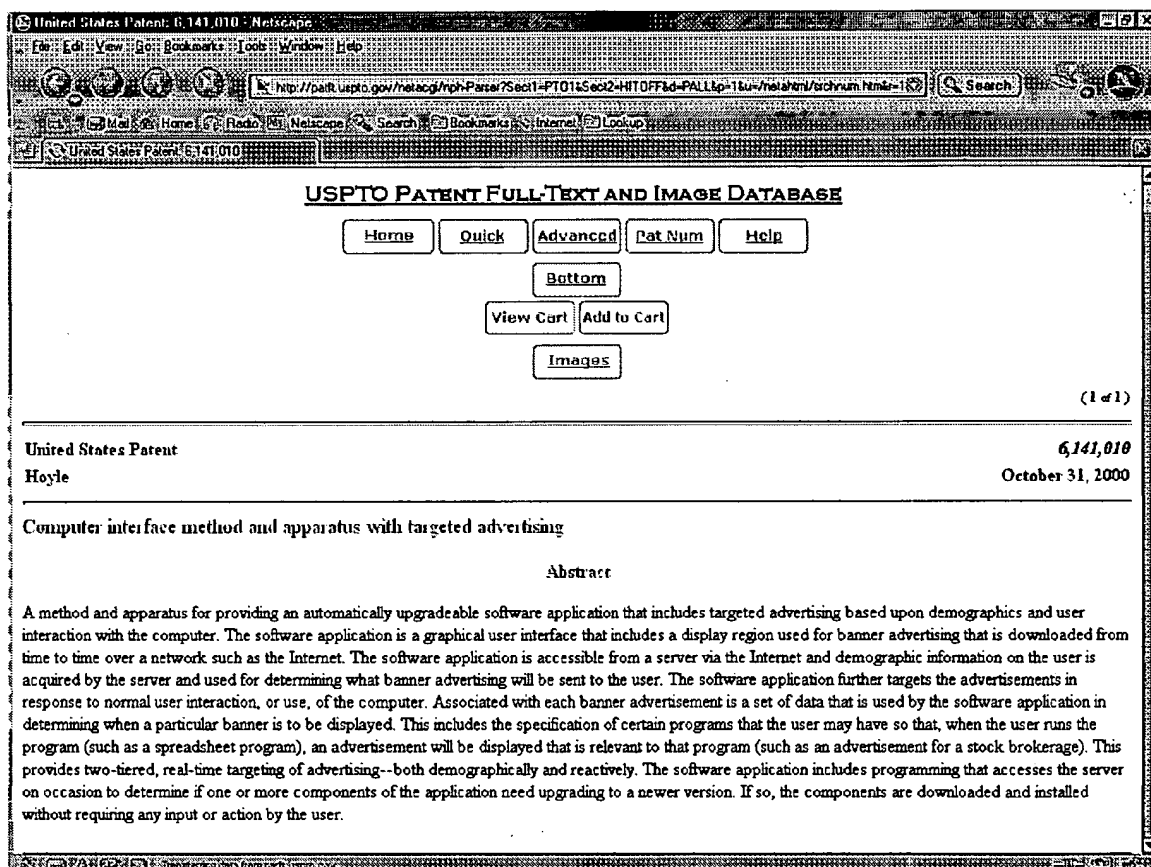 United States Patent: 6,141,010 - Netscape
File Edit View Go Bookmarks Tools Window Help
http://patft.uspto.gov/netacgi/nph-Parser?Sect1=PTO1&Sect2=HITOFF&d=PALL&p=1&u=/netahtml/srchnum.htm&r=1 Search
Mail Home Radio Netscape Search Bookmarks Internet Lookup
United States Patent: 6,141,010
USPTO PATENT FULL-TEXT AND IMAGE DATABASE
Home Quick Advanced Pat Num Help
Bottom
View Cart Add to Cart
Images
(1 of 1)
United States Patent 6,141,010
Hoyle October 31, 2000
Computer interface method and apparatus with targeted advertising
Abstract
A method and apparatus for providing an automatically upgradeable software application that includes targeted advertising based upon demographics and user
interaction with the computer. The software application is a graphical user interface that includes a display region used for banner advertising that is downloaded from
time to time over a network such as the Internet. The software application is accessible from a server via the Internet and demographic information on the user is
acquired by the server and used for determining what banner advertising will be sent to the user. The software application further targets the advertisements in
response to normal user interaction, or use, of the computer. Associated with each banner advertisement is a set of data that is used by the software application in
determining when a particular banner is to be displayed. This includes the specification of certain programs that the user may have so that, when the user runs the
program (such as a spreadsheet program), an advertisement will be displayed that is relevant to that program (such as an advertisement for a stock brokerage). This
provides two-tiered, real-time targeting of advertising--both demographically and reactively. The software application includes programming that accesses the server
on occasion to determine if one or more components of the application need upgrading to a newer version. If so, the components are downloaded and installed
without requiring any input or action by the user.